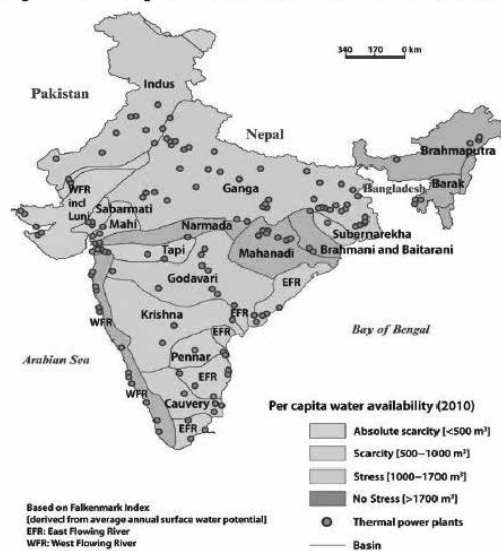 340 170 0 km
Indus
Pakistan
Nepal
Brahmaputra
WFR
incl
Luni
Ganga
Bangladesh
Barak
Sabarmati
Mahi
Subernarekha
Narmada
Brahmani and Baitarani
Tapi
Mahanadi
Godavari
EFR
WFR
Krishna
EFR
EFR
Bay of Bengal
Arabian Sea
Pennar
EFR
WFR
Cauvery
EFR
Per capita water availability (2010)
Absolute scarcity [<500 m³]
Scarcity [500–1000 m³]
Stress [1000–1700 m³]
No Stress [>1700 m³]
Thermal power plants
Basin
Based on Falkenmark Index
[derived from average annual surface water potential]
EFR: East Flowing River
WFR: West Flowing River